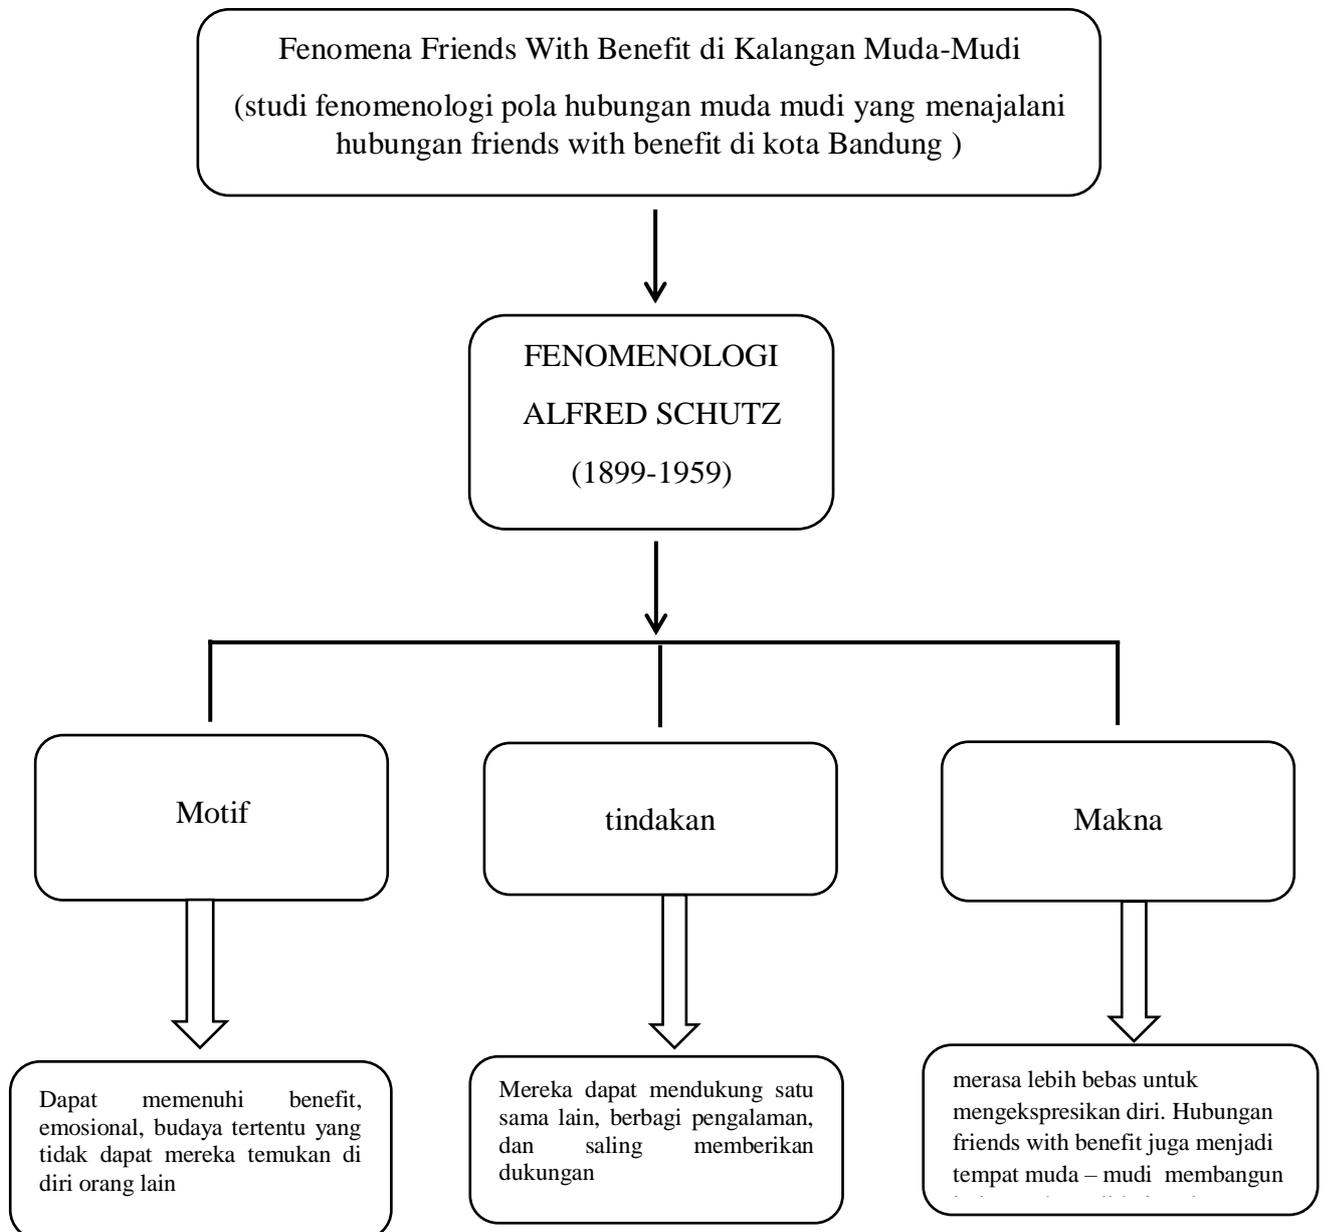 Fenomena Friends With Benefit di Kalangan Muda-Mudi
(studi fenomenologi pola hubungan muda mudi yang menajalani
hubungan friends with benefit di kota Bandung )
FENOMENOLOGI
ALFRED SCHUTZ
(1899-1959)
Motif
tindakan
Makna
Dapat memenuhi benefit,
emosional, budaya tertentu yang
tidak dapat mereka temukan di
diri orang lain
Mereka dapat mendukung satu
sama lain, berbagi pengalaman,
dan saling memberikan
dukungan
merasa lebih bebas untuk
mengekspresikan diri. Hubungan
friends with benefit juga menjadi
tempat muda – mudi membangun